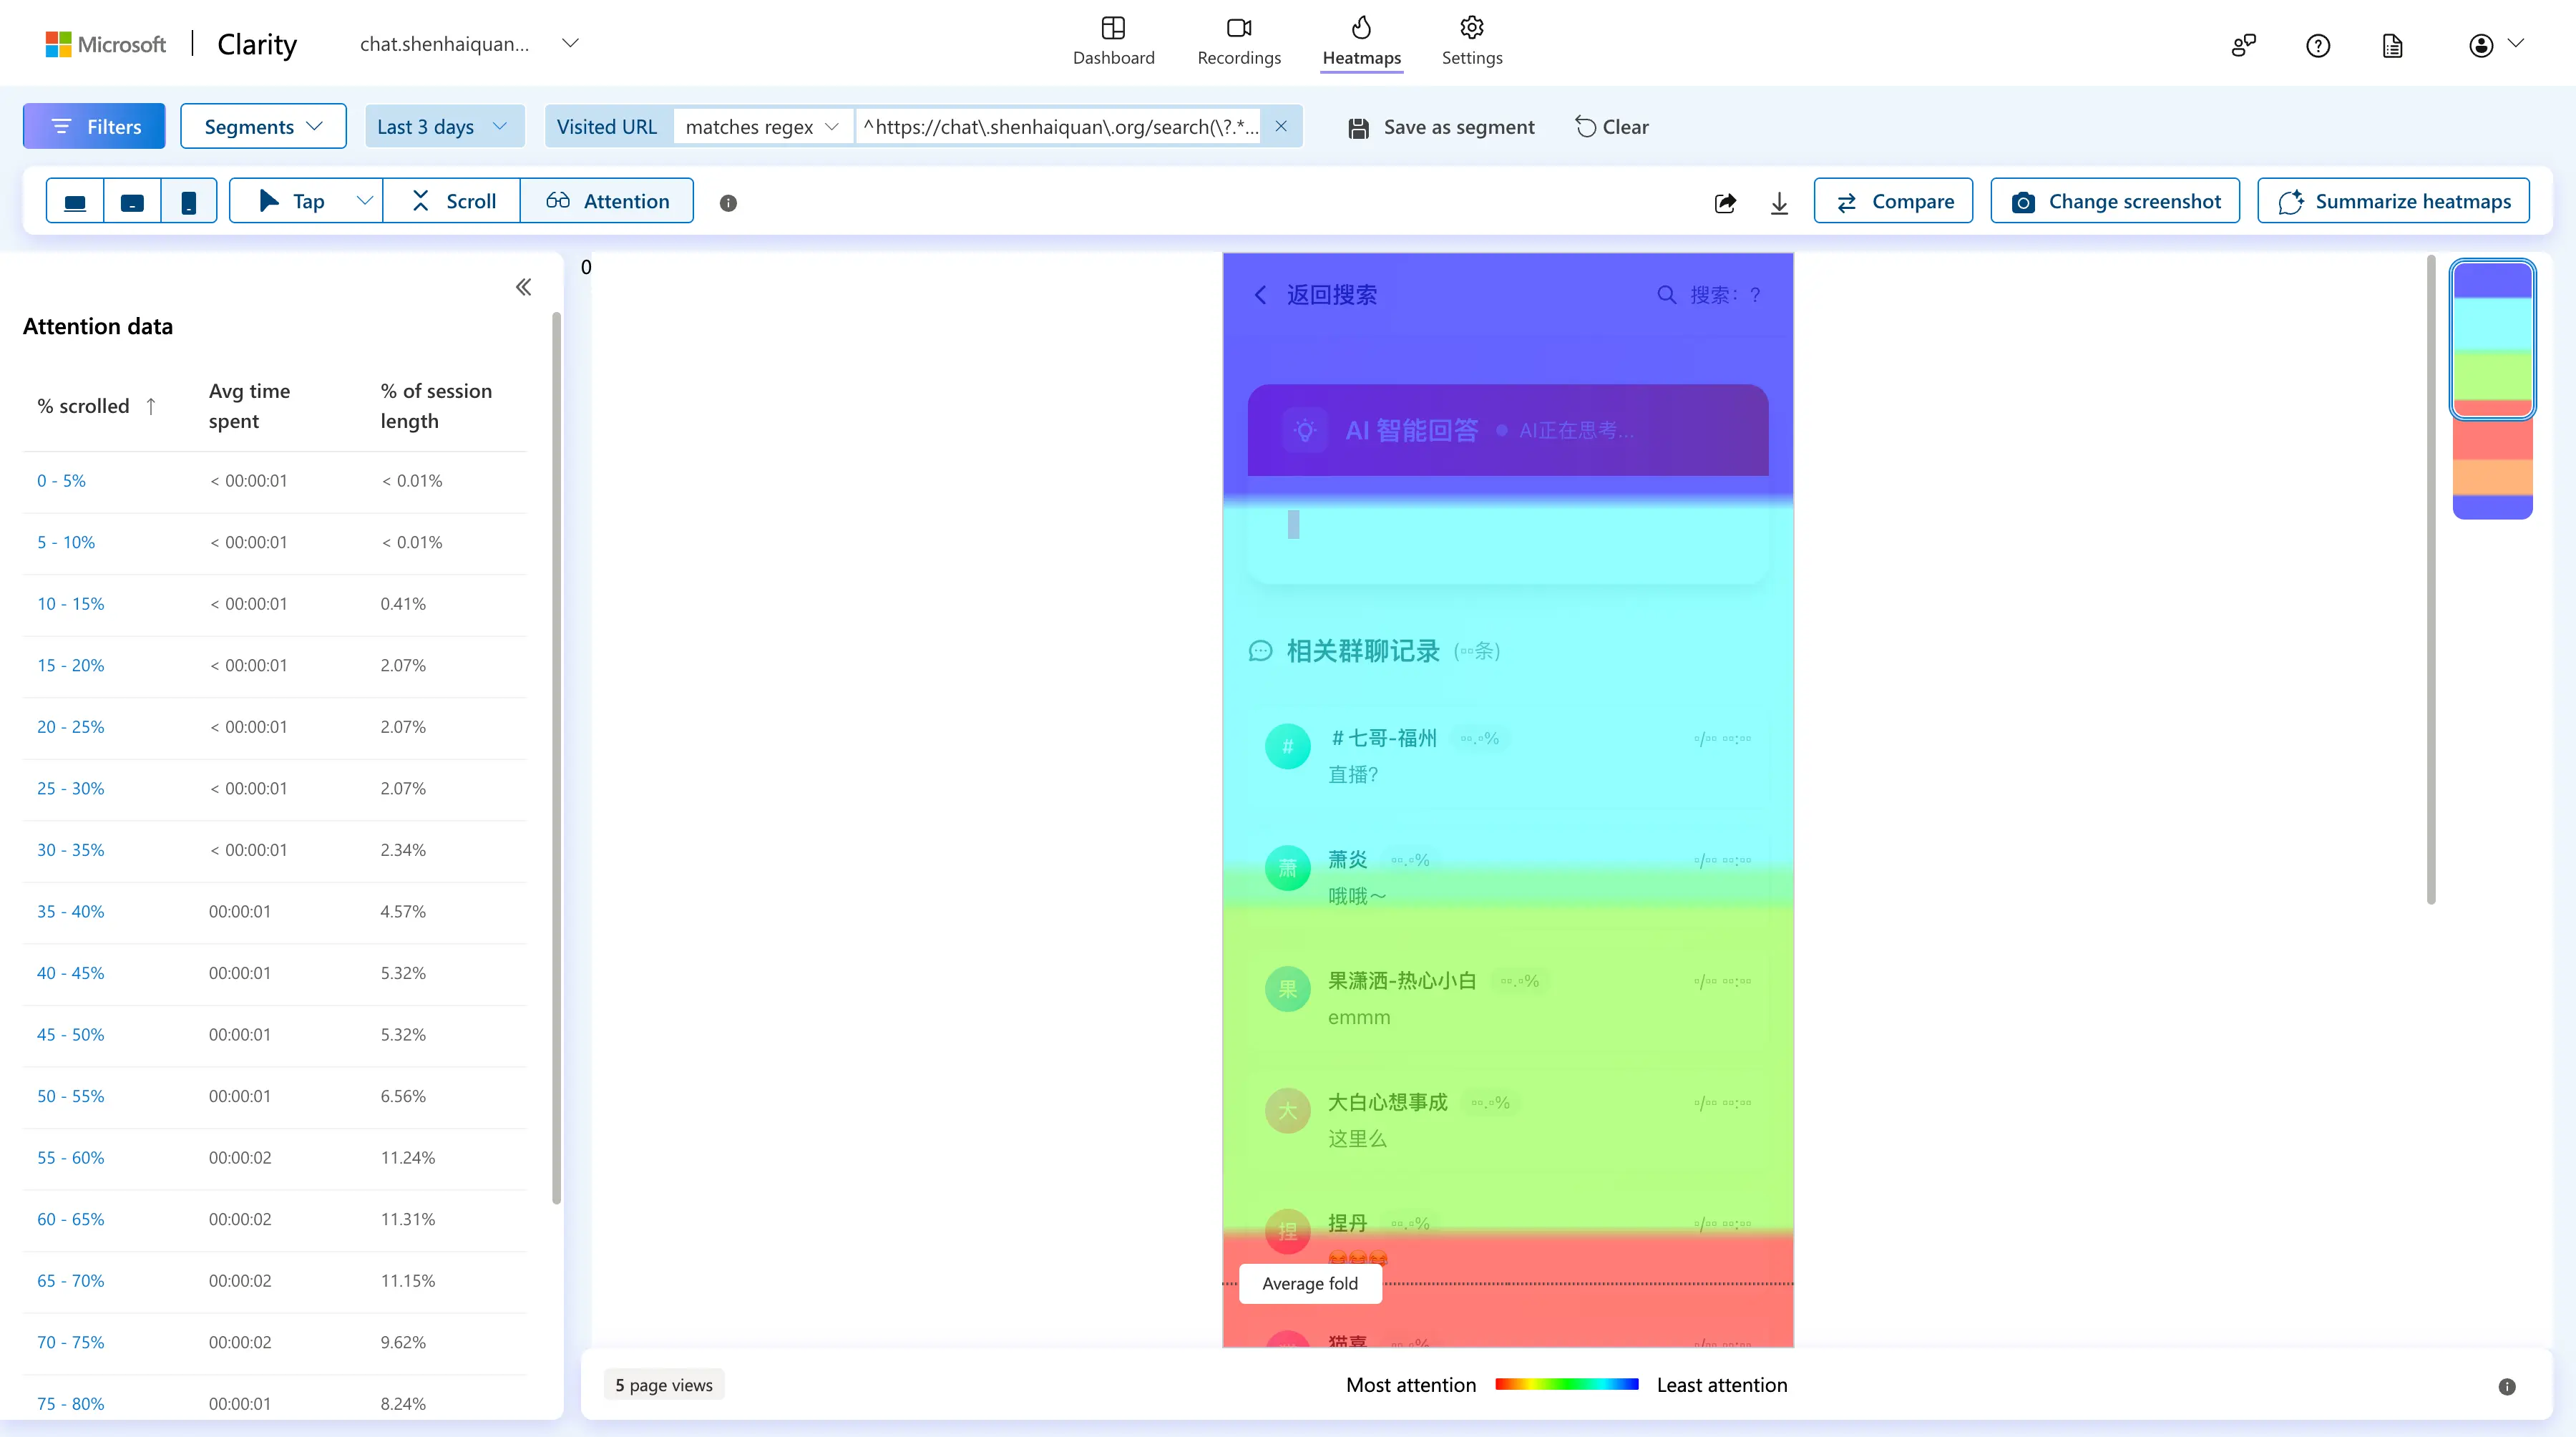 Microsoft | Clarity chat.shenhaiquan...
Dashboard Recordings Heatmaps Settings
Filters Segments Last 3 days Visited URL matches regex ^https://chat\.shenhaiquan\.org/search(\?.*... Save as segment Clear
Tap Scroll Attention Compare Change screenshot Summarize heatmaps
Attention data
% scrolled ↑ Avg time spent % of session length
0 - 5% < 00:00:01 < 0.01%
5 - 10% < 00:00:01 < 0.01%
10 - 15% < 00:00:01 0.41%
15 - 20% < 00:00:01 2.07%
20 - 25% < 00:00:01 2.07%
25 - 30% < 00:00:01 2.07%
30 - 35% < 00:00:01 2.34%
35 - 40% 00:00:01 4.57%
40 - 45% 00:00:01 5.32%
45 - 50% 00:00:01 5.32%
50 - 55% 00:00:01 6.56%
55 - 60% 00:00:02 11.24%
60 - 65% 00:00:02 11.31%
65 - 70% 00:00:02 11.15%
70 - 75% 00:00:02 9.62%
75 - 80% 00:00:01 8.24%
0
返回搜索 搜索: ?
AI 智能回答 AI正在思考...
相关群聊记录 (▫▫条)
# # 七哥-福州 ▫▫.▫% ▫/▫▫ ▫▫:▫▫
直播?
萧 萧炎 ▫▫.▫% ▫/▫▫ ▫▫:▫▫
哦哦～
果 果潇洒-热心小白 ▫▫.▫% ▫/▫▫ ▫▫:▫▫
emmm
大 大白心想事成 ▫▫.▫% ▫/▫▫ ▫▫:▫▫
这里么
捏 捏丹 ▫▫.▫% ▫/▫▫ ▫▫:▫▫
Average fold
5 page views
Most attention Least attention